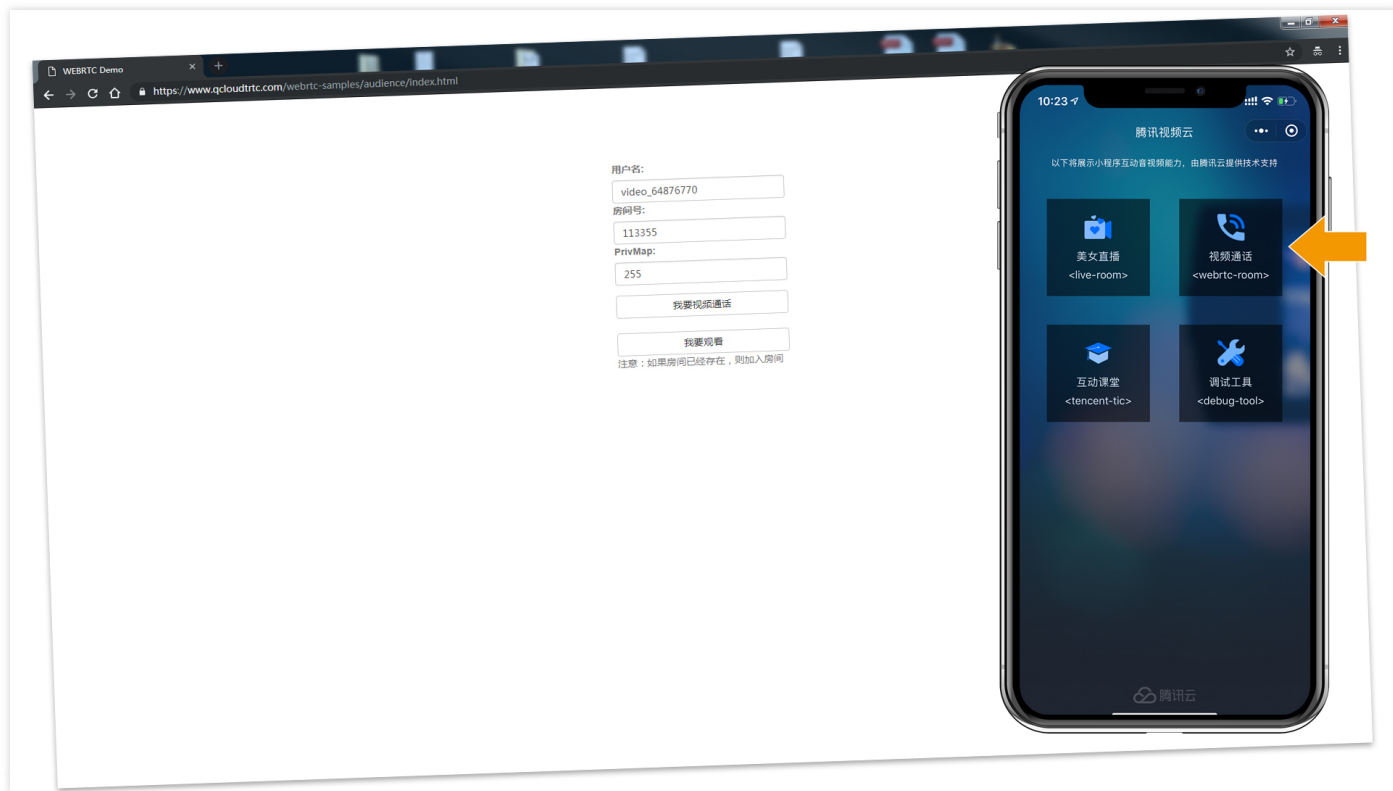 WEBRTC Demo
https://www.qcloudtrtc.com/webrtc-samples/audience/index.html
用户名:
video_64876770
房间号:
113355
PrivMap:
255
我要视频通话
我要观看
注意：如果房间已经存在，则加入房间
10:23
腾讯视频云
以下将展示小程序互动音视频能力，由腾讯云提供技术支持
美女直播
<live-room>
视频通话
<webrtc-room>
互动课堂
<tencent-tic>
调试工具
<debug-tool>
腾讯云